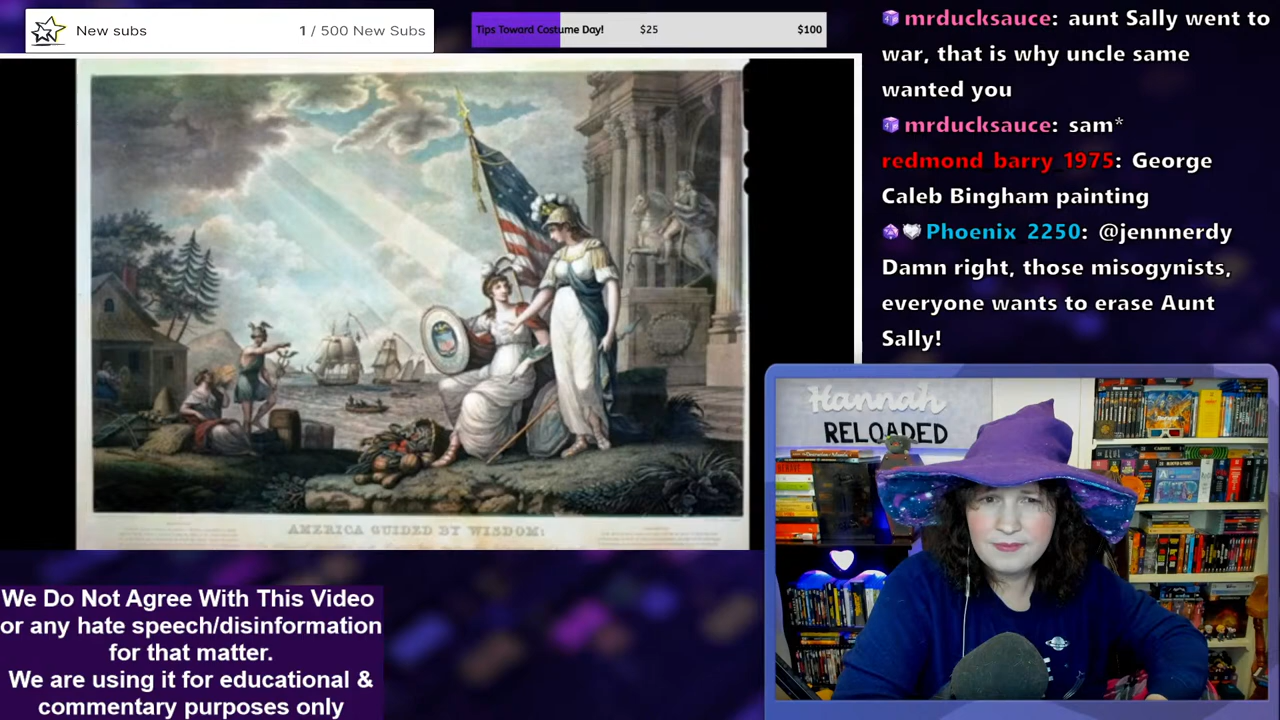 New subs
1 / 500 New Subs
Tips Toward Costume Day!
$25
$100
mrducksauce: aunt Sally went to
war, that is why uncle same
wanted you
mrducksauce: sam*
redmond barry 1975: George
Caleb Bingham painting
Phoenix 2250: @jennnerdy
Damn right, those misogynists,
everyone wants to erase Aunt
Sally!
AMERICA GUIDED BY WISDOM:
Hannah
RELOADED
We Do Not Agree With This Video
or any hate speech/disinformation
for that matter.
We are using it for educational &
commentary purposes only